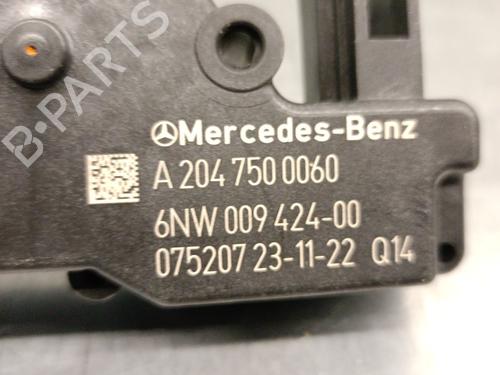 B-PARTS
Mercedes-Benz
A 204 750 0060
6NW 009 424-00
075207 23-11-22 Q14